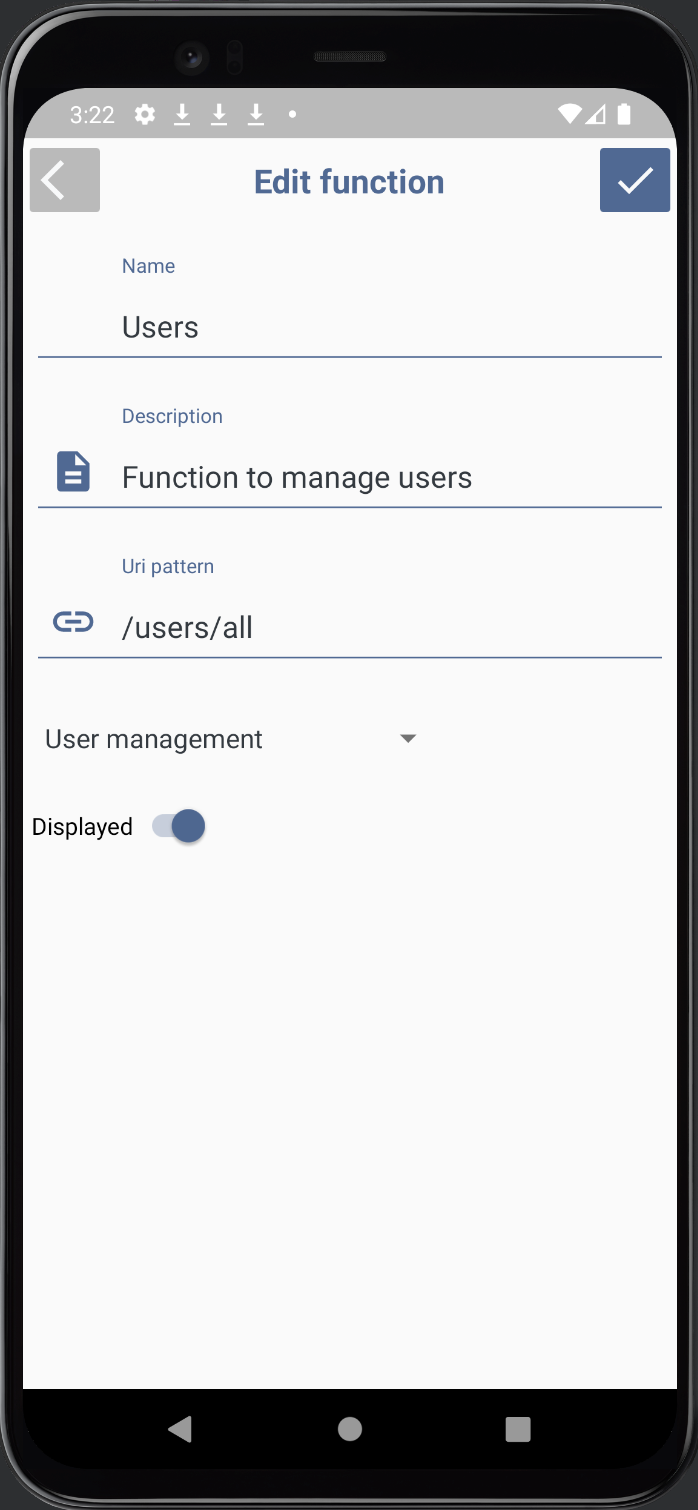 3:22
Edit function
Name
Users
Description
Function to manage users
Uri pattern
/users/all
User management
Displayed